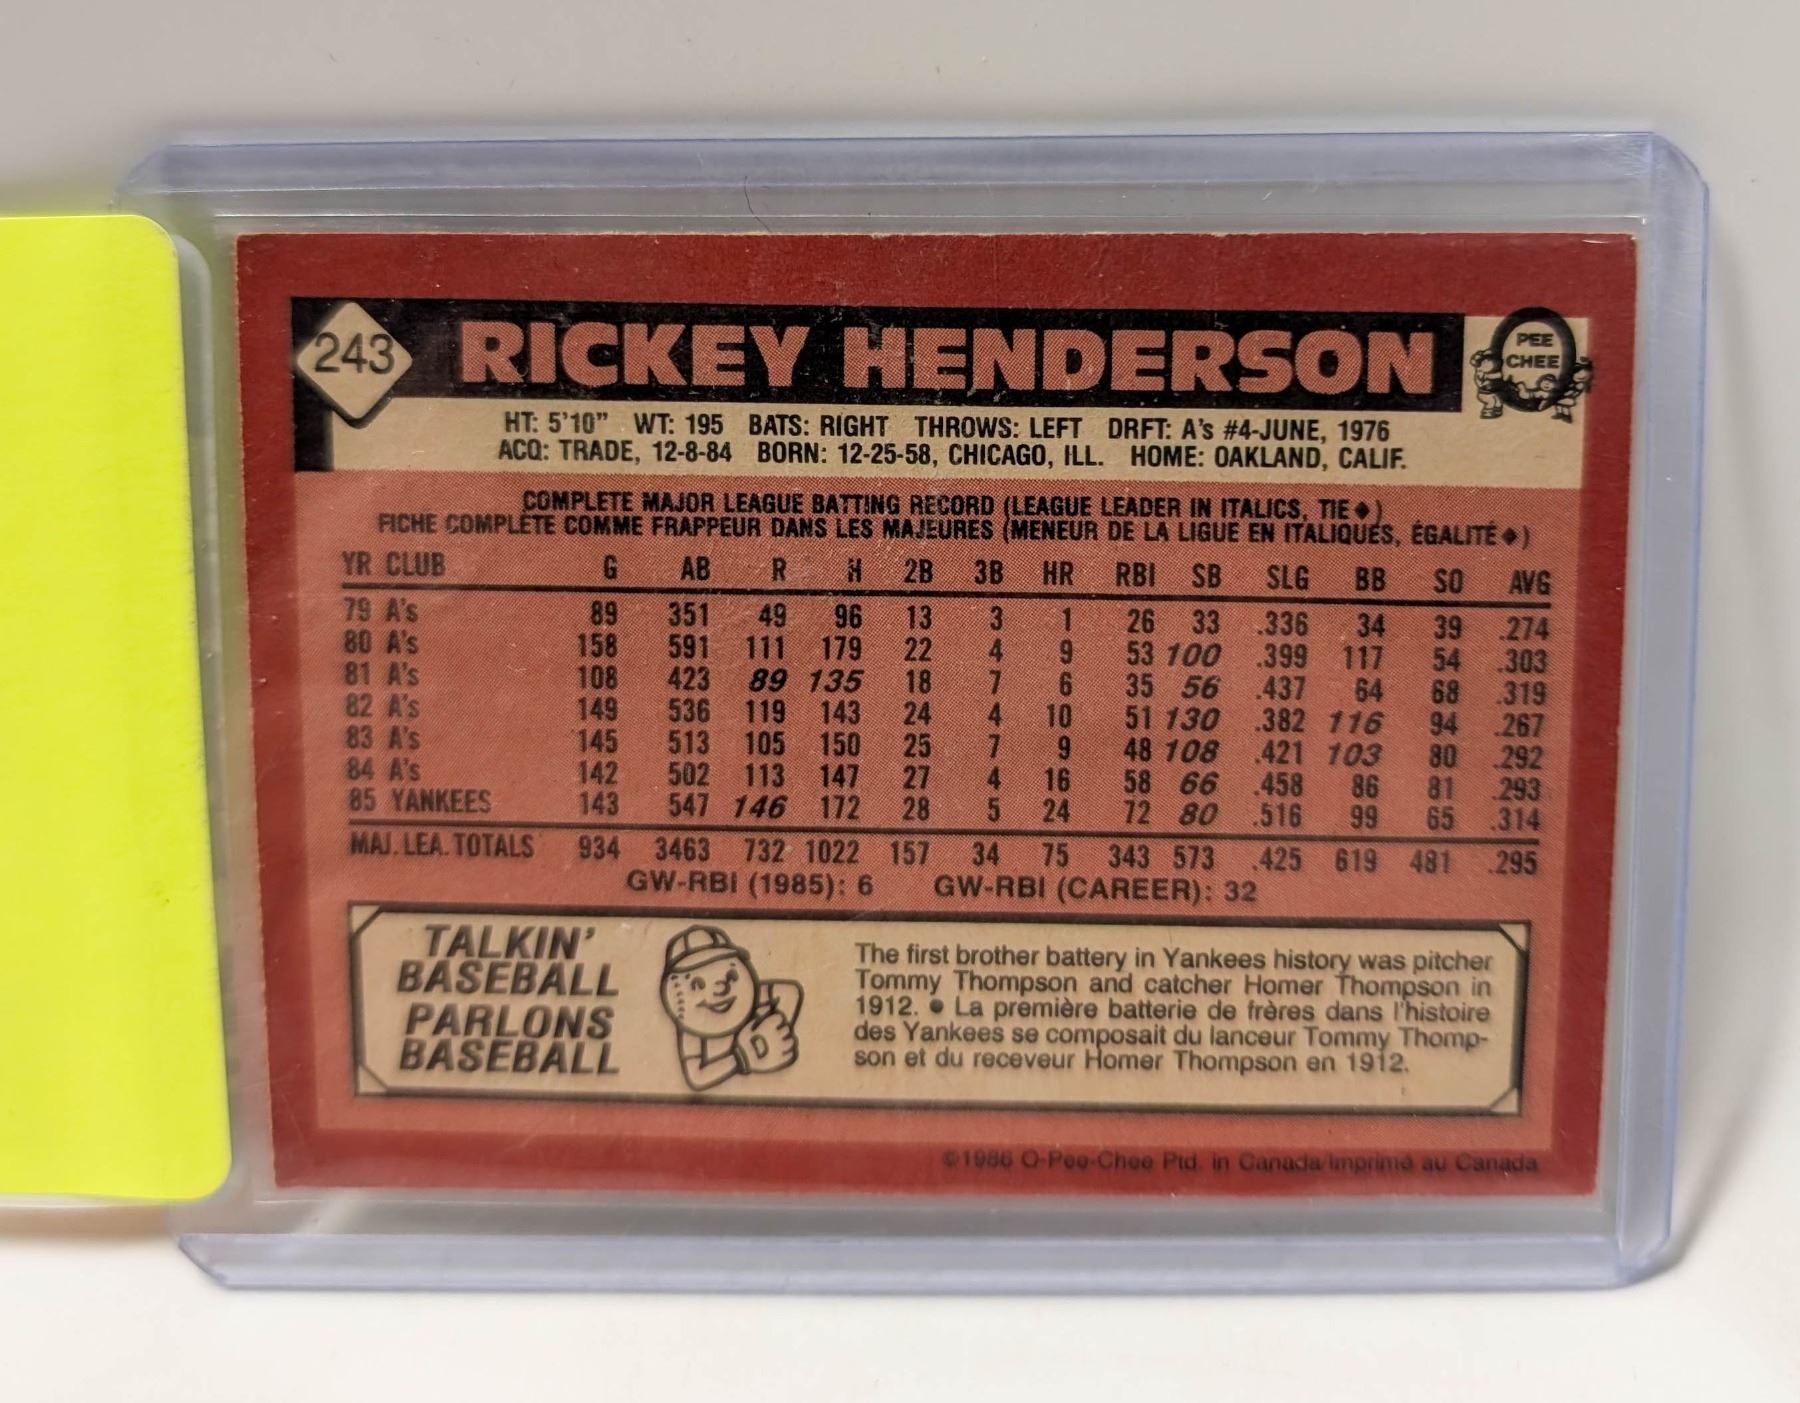 243 RICKEY HENDERSON PEE CHEE
HT: 5'10" WT: 195 BATS: RIGHT THROWS: LEFT DRFT: A's #4-JUNE, 1976
ACQ: TRADE, 12-8-84 BORN: 12-25-58, CHICAGO, ILL. HOME: OAKLAND, CALIF.
COMPLETE MAJOR LEAGUE BATTING RECORD (LEAGUE LEADER IN ITALICS, TIE ♦)
FICHE COMPLÈTE COMME FRAPPEUR DANS LES MAJEURES (MENEUR DE LA LIGUE EN ITALIQUES, ÉGALITÉ ♦)
YR CLUB G AB R H 2B 3B HR RBI SB SLG BB SO AVG
79 A's 89 351 49 96 13 3 1 26 33 .336 34 39 .274
80 A's 158 591 111 179 22 4 9 53 100 .399 117 54 .303
81 A's 108 423 89 135 18 7 6 35 56 .437 64 68 .319
82 A's 149 536 119 143 24 4 10 51 130 .382 116 94 .267
83 A's 145 513 105 150 25 7 9 48 108 .421 103 80 .292
84 A's 142 502 113 147 27 4 16 58 66 .458 86 81 .293
85 YANKEES 143 547 146 172 28 5 24 72 80 .516 99 65 .314
MAJ. LEA. TOTALS 934 3463 732 1022 157 34 75 343 573 .425 619 481 .295
GW-RBI (1985): 6 GW-RBI (CAREER): 32
TALKIN'
BASEBALL
PARLONS
BASEBALL
The first brother battery in Yankees history was pitcher
Tommy Thompson and catcher Homer Thompson in
1912. ● La première batterie de frères dans l'histoire
des Yankees se composait du lanceur Tommy Thomp-
son et du receveur Homer Thompson en 1912.
©1986 O-Pee-Chee Ptd. in Canada/Imprimé au Canada